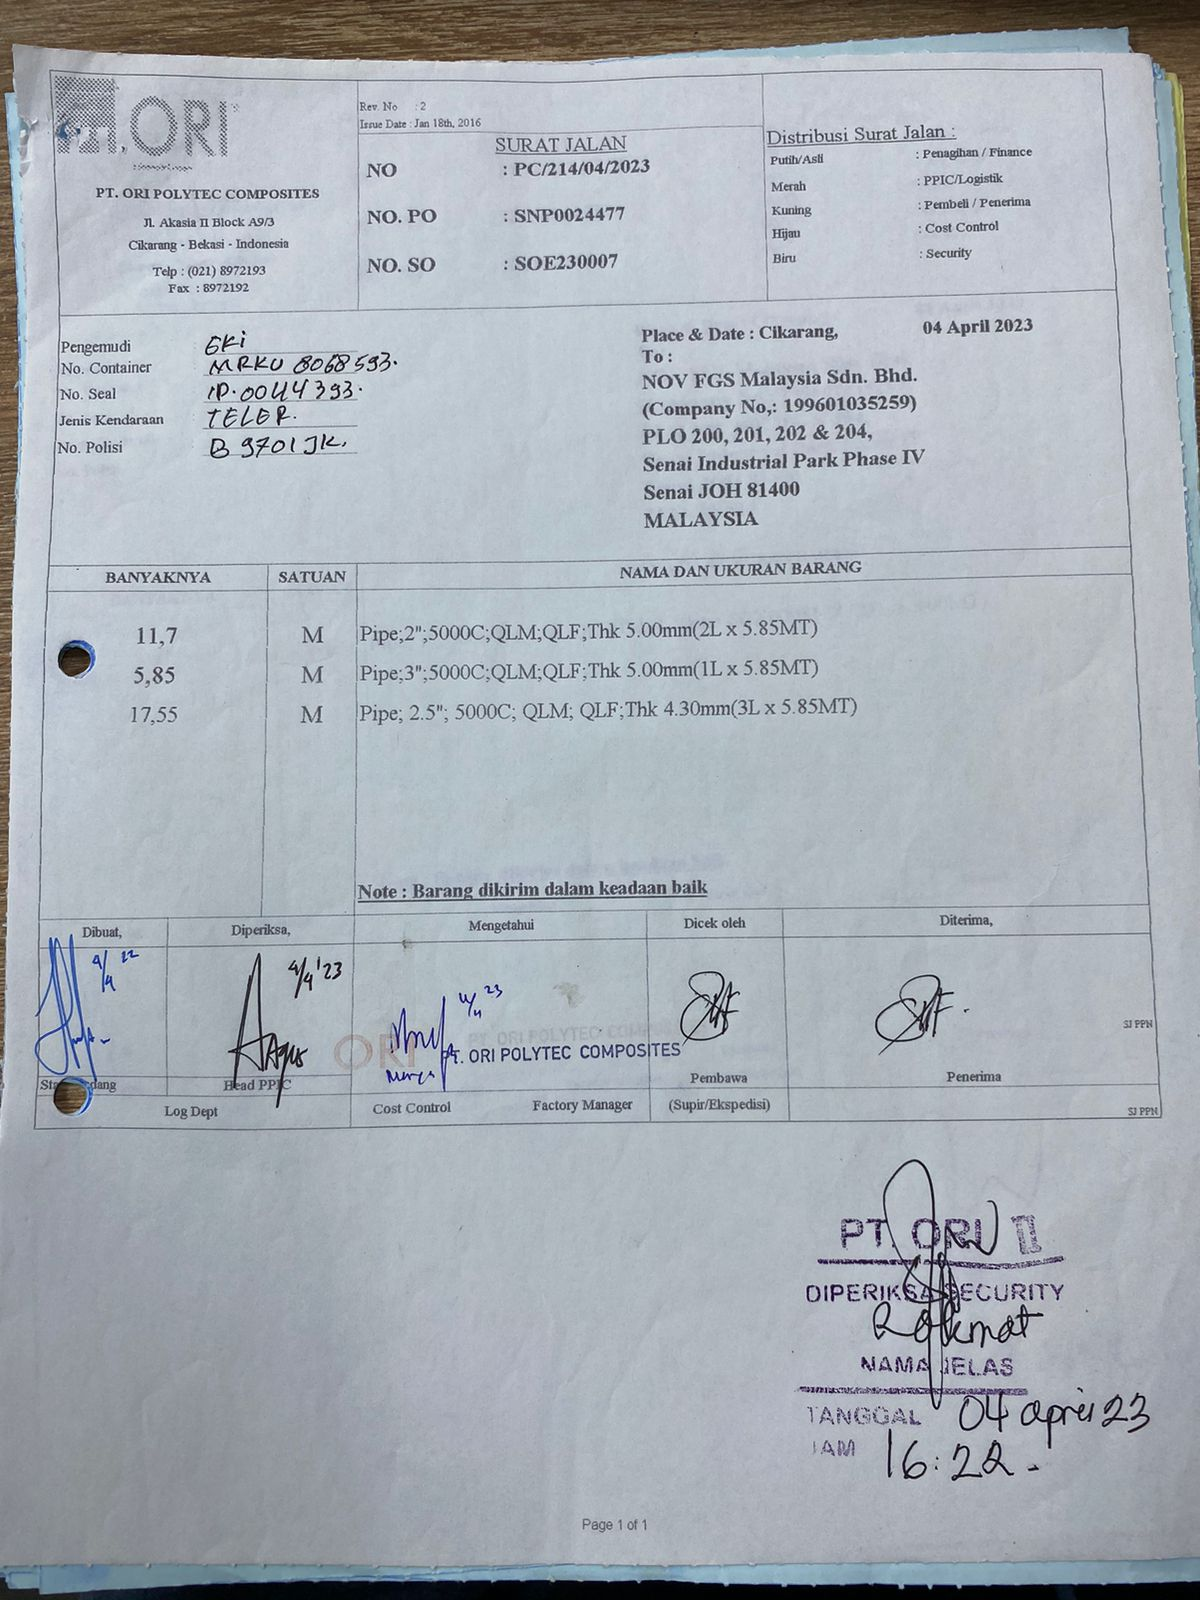 PT.ORI
PT. ORI POLYTEC COMPOSITES
Jl. Akasia II Block A9/3
Cikarang - Bekasi - Indonesia
Telp : (021) 8972193
Fax : 8972192
Rev. No : 2
Issue Date : Jan 18th, 2016
SURAT JALAN
NO : PC/214/04/2023
NO. PO : SNP0024477
NO. SO : SOE230007
Distribusi Surat Jalan :
Putih/Asli : Penagihan / Finance
Merah : PPIC/Logistik
Kuning : Pembeli / Penerima
Hijau : Cost Control
Biru : Security
Pengemudi EKi
No. Container MRKU 8068593.
No. Seal ID.0044393.
Jenis Kendaraan TELER.
No. Polisi B 9701 JK.
Place & Date : Cikarang, 04 April 2023
To :
NOV FGS Malaysia Sdn. Bhd.
(Company No,: 199601035259)
PLO 200, 201, 202 & 204,
Senai Industrial Park Phase IV
Senai JOH 81400
MALAYSIA
BANYAKNYA SATUAN NAMA DAN UKURAN BARANG
11,7 M Pipe;2";5000C;QLM;QLF;Thk 5.00mm(2L x 5.85MT)
5,85 M Pipe;3";5000C;QLM;QLF;Thk 5.00mm(1L x 5.85MT)
17,55 M Pipe; 2.5"; 5000C; QLM; QLF;Thk 4.30mm(3L x 5.85MT)
Note : Barang dikirim dalam keadaan baik
Dibuat, Diperiksa, Mengetahui Dicek oleh Diterima,
4/4 '23
Agus
ORI
PT. ORI POLYTEC COMPOSITES
SJ PPN
Head PPIC Pembawa Penerima
Log Dept Cost Control Factory Manager (Supir/Ekspedisi) SJ PPN
PT. ORI II
DIPERIKSA SECURITY
Rahmat
NAMA JELAS
TANGGAL 04 april 23
JAM 16:22.
Page 1 of 1